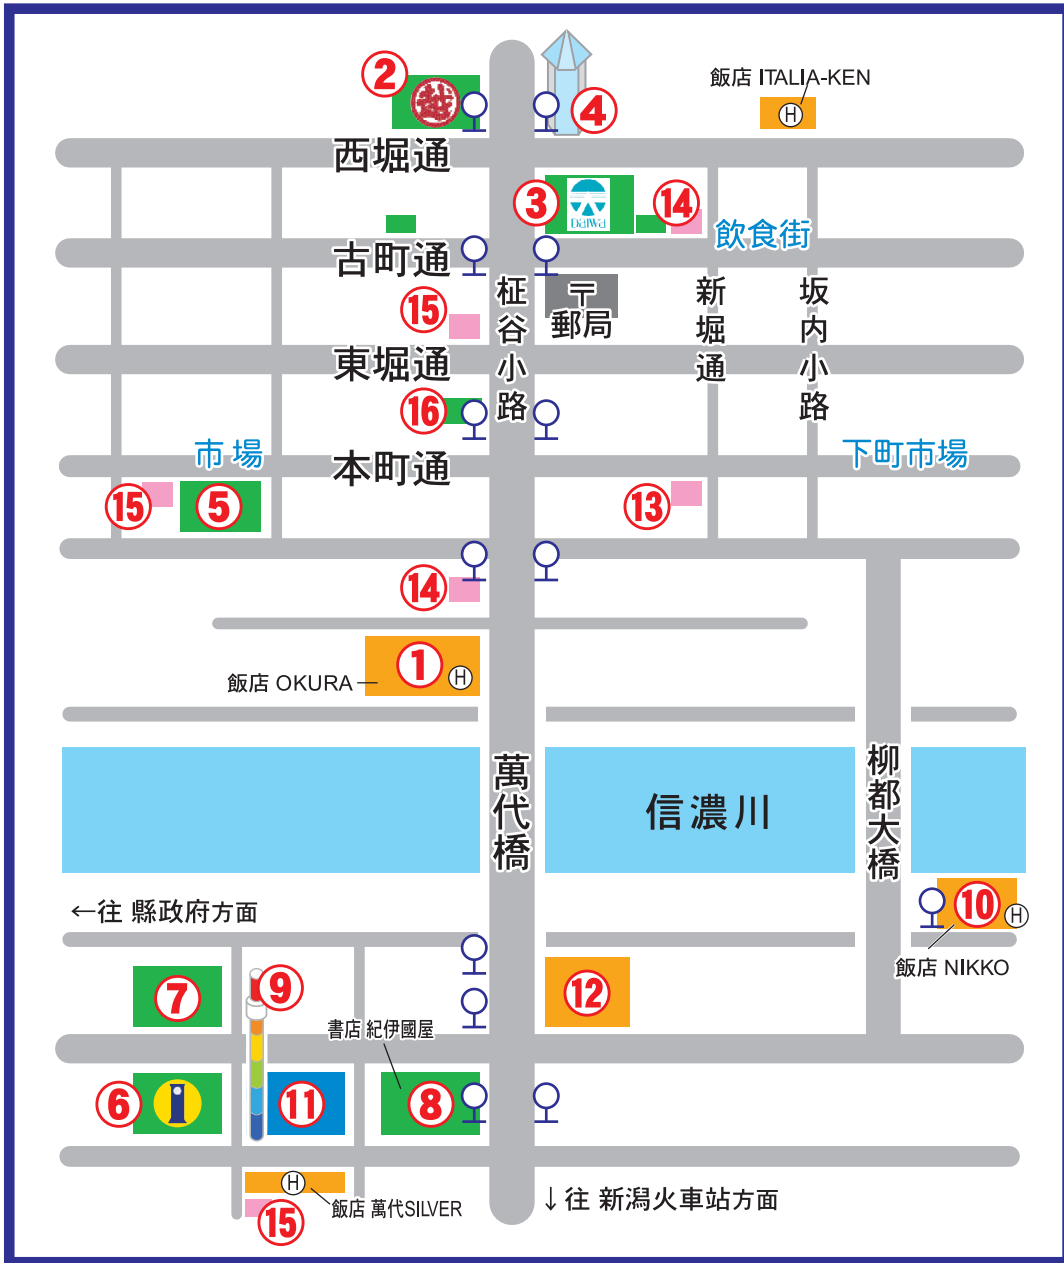 ②
越
④
飯店 ITALIA-KEN
H
西堀通
③
DaiWa
⑭
飲食街
古町通
柾谷小路
〒
郵局
新堀通
坂内小路
⑮
東堀通
⑯
市場
本町通
下町市場
⑮
⑤
⑬
⑭
①
H
飯店 OKURA
萬代橋
信濃川
柳都大橋
←往 縣政府方面
⑩
H
飯店 NIKKO
⑦
⑨
⑫
書店 紀伊國屋
⑥
⑪
⑧
H
飯店 萬代SILVER
↓往 新潟火車站方面
⑮